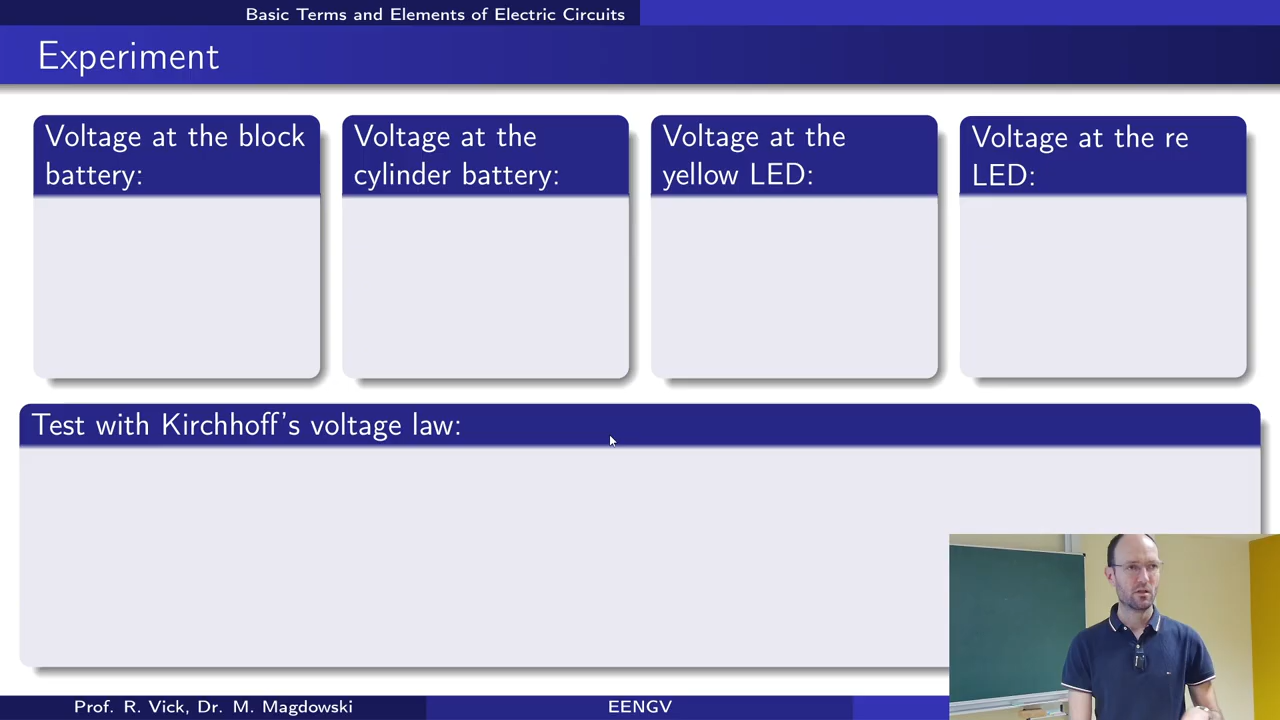 Basic Terms and Elements of Electric Circuits
Experiment
Voltage at the block
battery:
Voltage at the
cylinder battery:
Voltage at the
yellow LED:
Voltage at the re
LED:
Test with Kirchhoff's voltage law:
Prof. R. Vick, Dr. M. Magdowski
EENGV